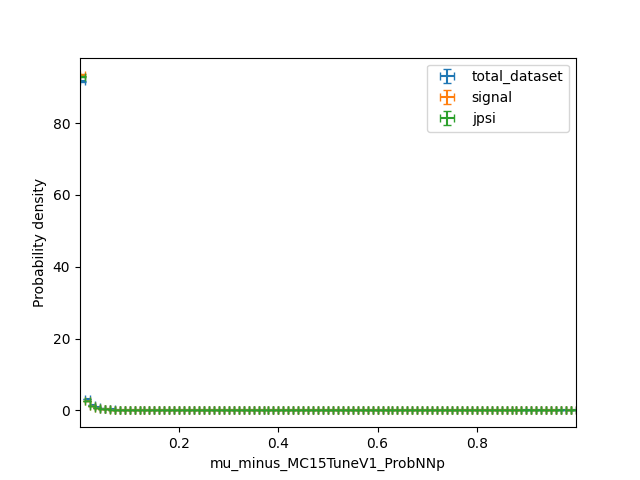 total_dataset
signal
jpsi
80
60
40
20
0
Probability density
0.2 0.4 0.6 0.8
mu_minus_MC15TuneV1_ProbNNp